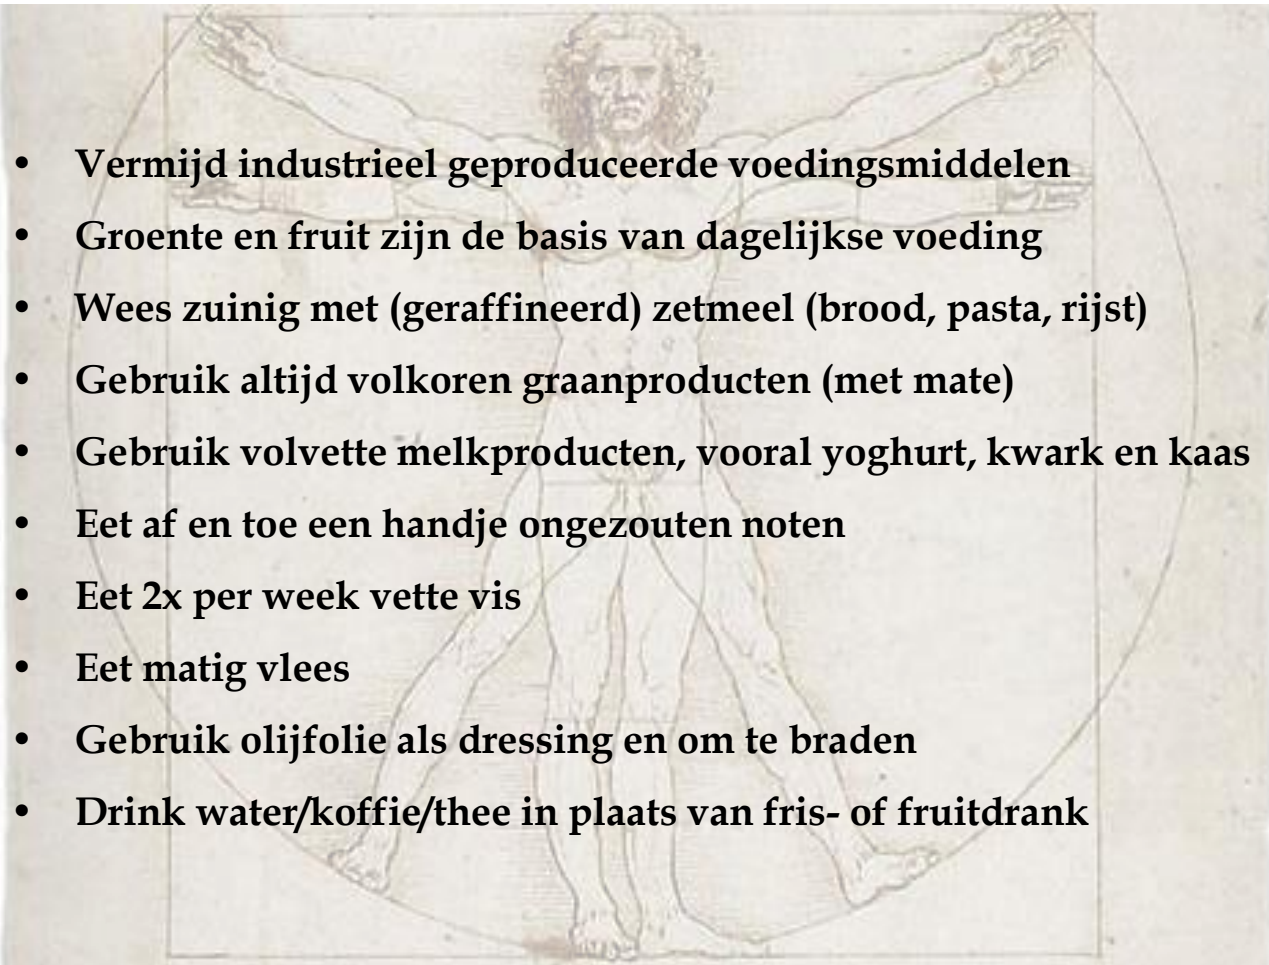 • Vermijd industrieel geproduceerde voedingsmiddelen
• Groente en fruit zijn de basis van dagelijkse voeding
• Wees zuinig met (geraffineerd) zetmeel (brood, pasta, rijst)
• Gebruik altijd volkoren graanproducten (met mate)
• Gebruik volvette melkproducten, vooral yoghurt, kwark en kaas
• Eet af en toe een handje ongezouten noten
• Eet 2x per week vette vis
• Eet matig vlees
• Gebruik olijfolie als dressing en om te braden
• Drink water/koffie/thee in plaats van fris- of fruitdrank